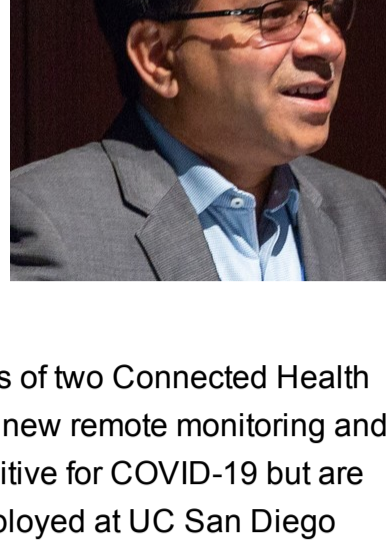 s of two Connected Health
new remote monitoring and
itive for COVID-19 but are
ployed at UC San Diego